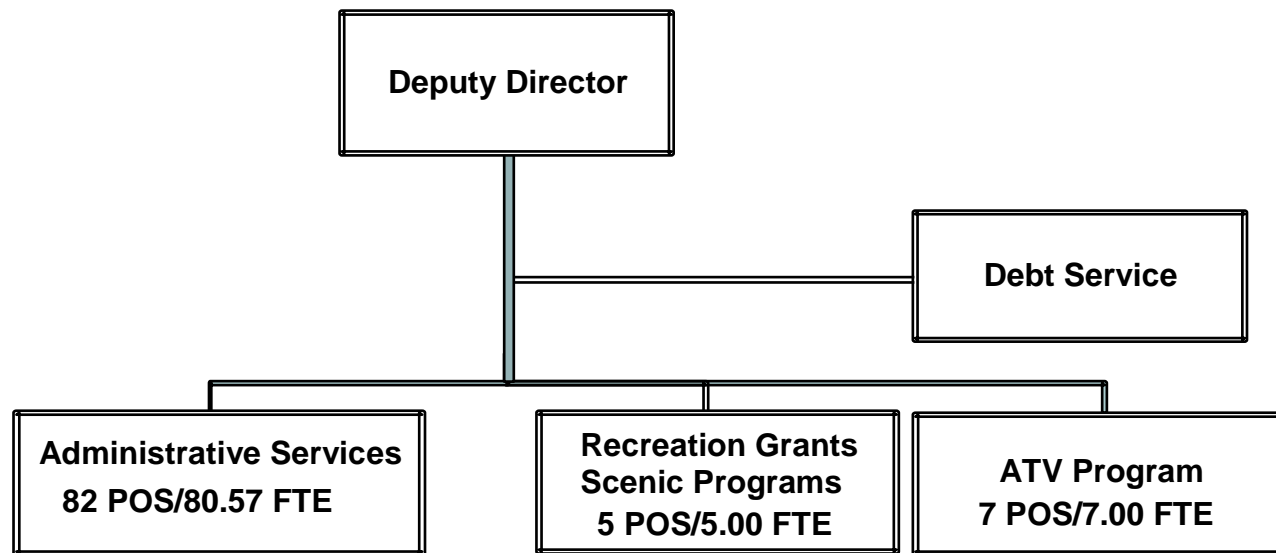 Deputy Director
Debt Service
Administrative Services
82 POS/80.57 FTE
Recreation Grants
Scenic Programs
5 POS/5.00 FTE
ATV Program
7 POS/7.00 FTE